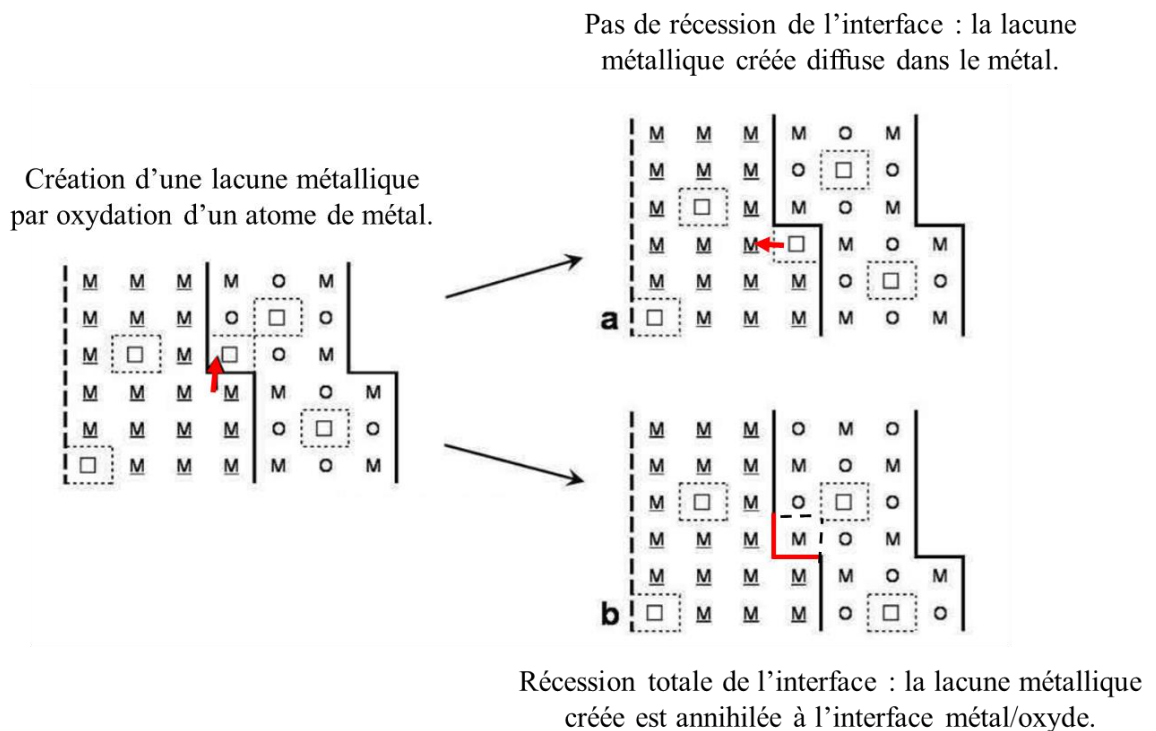 Pas de récession de l'interface : la lacune
métallique créée diffuse dans le métal.
Création d'une lacune métallique
par oxydation d'un atome de métal.
M M M M O M
M M M O □ O
M □ M □ O M
M M M M M O M
M M M M O □ O
□ M M M M O M
M M M M O M
M M M O □ O
M □ M M O M
M M M □ M O M
M M M M O □ O
a □ M M M M O M
M M M O M O
M M M M O M
M □ M O □ O
M M M M O M
M M M M M O M
b □ M M M O □ O
Récession totale de l'interface : la lacune métallique
créée est annihilée à l'interface métal/oxyde.